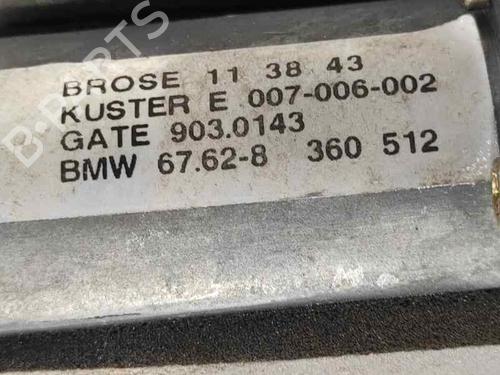 BROSE 11 38 43
KUSTER E 007-006-002
GATE 903.0143
BMW 67.62-8 360 512
B-PARTS